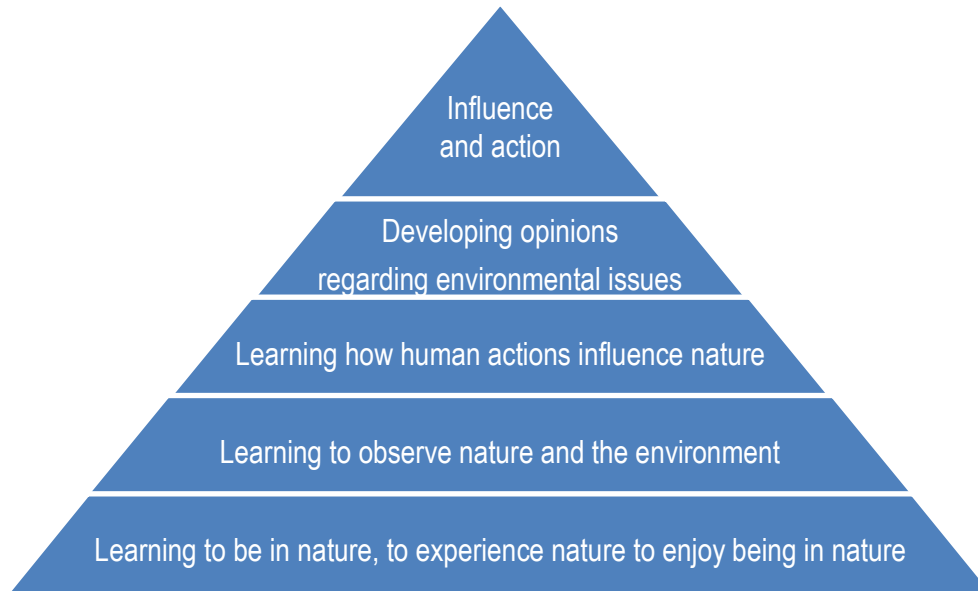 Influence
and action
Developing opinions
regarding environmental issues
Learning how human actions influence nature
Learning to observe nature and the environment
Learning to be in nature, to experience nature to enjoy being in nature